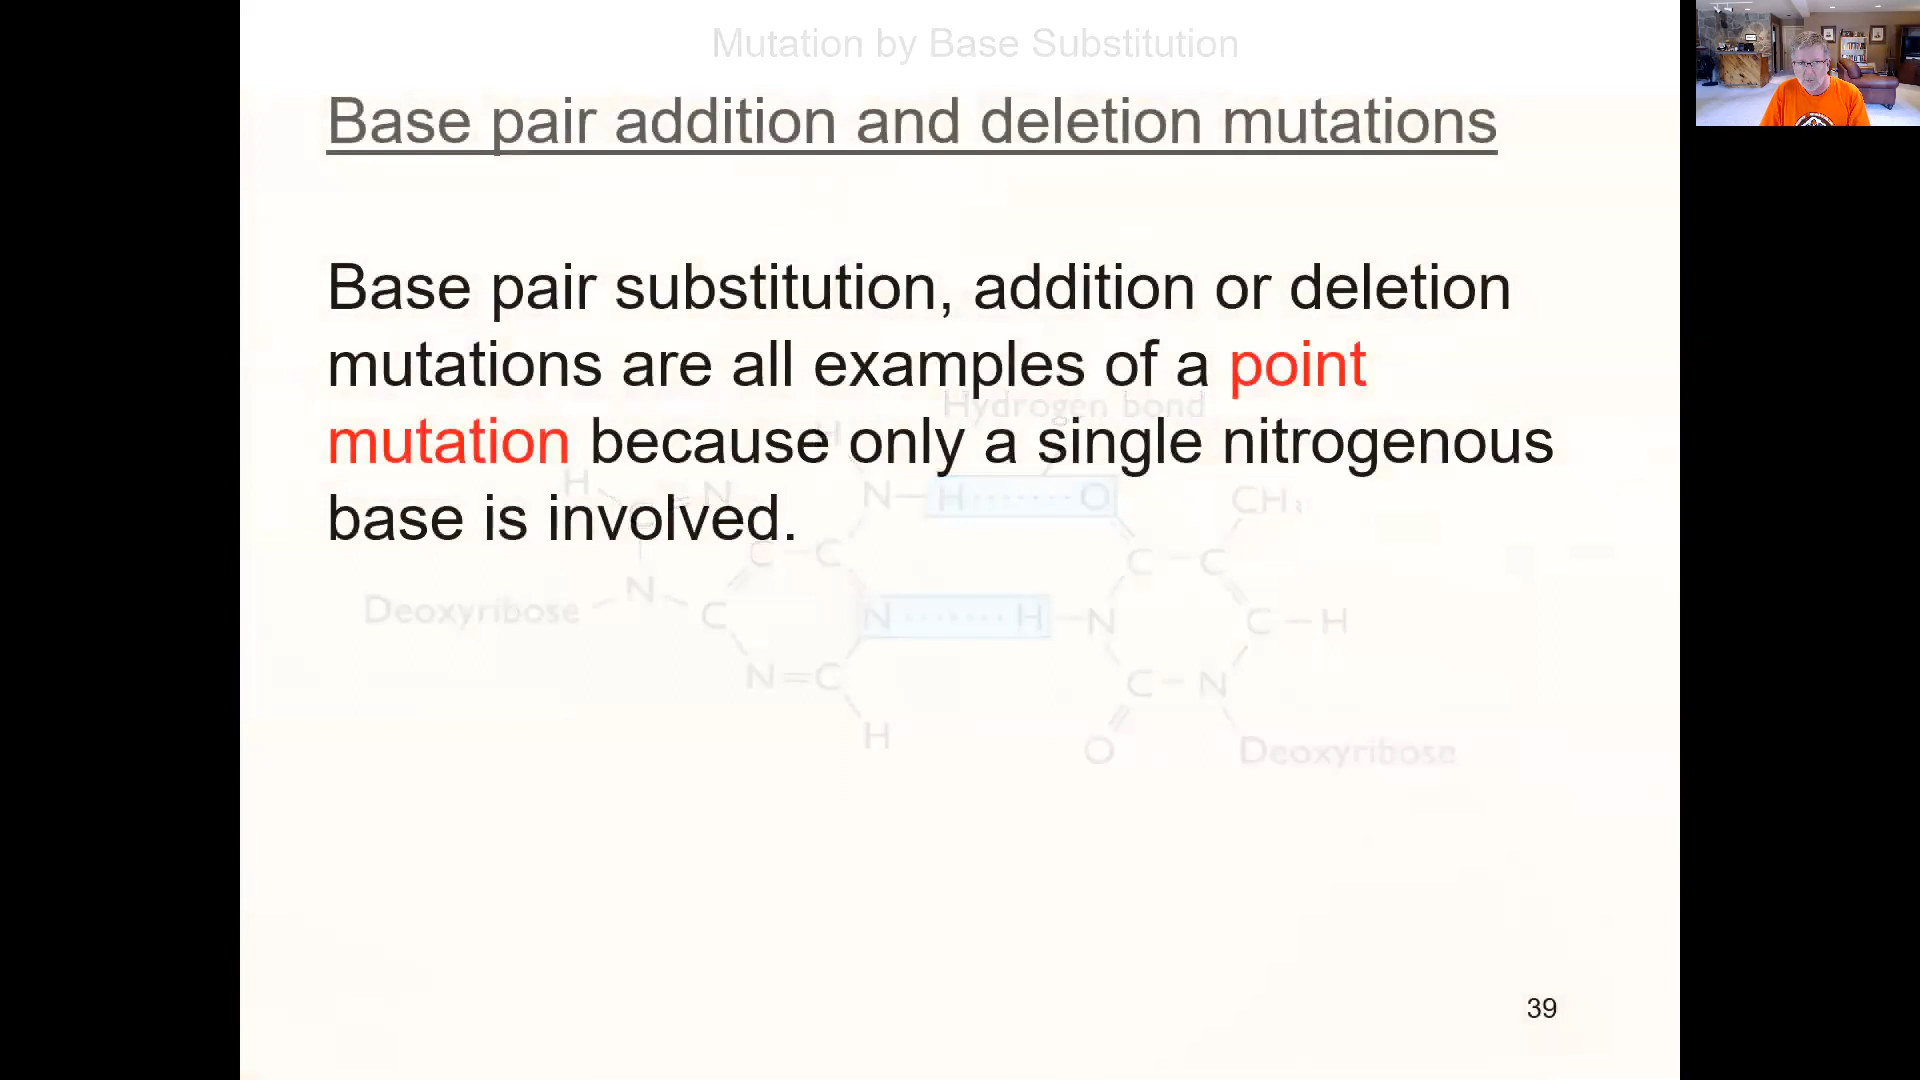 Mutation by Base Substitution
Base pair addition and deletion mutations
Base pair substitution, addition or deletion
mutations are all examples of a point
Hydrogen bond
mutation because only a single nitrogenous
H
H N N H O CH₃
base is involved.
C C C C
Deoxyribose N C N H N C H
N C C N
H O Deoxyribose
39